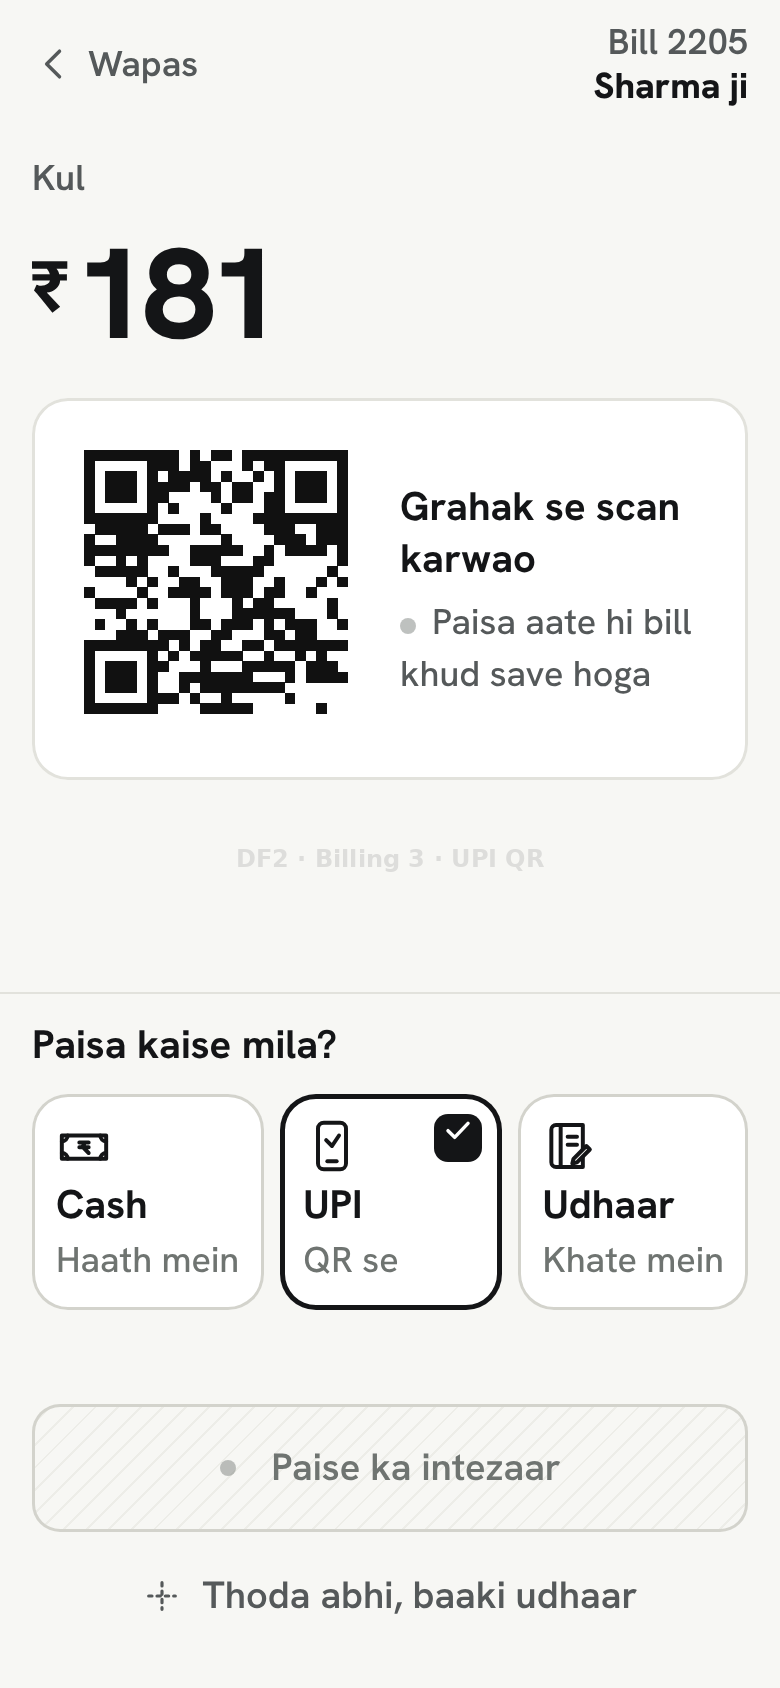 Wapas
Bill 2205
Sharma ji
Kul
₹181
Grahak se scan
karwao
Paisa aate hi bill
khud save hoga
DF2 · Billing 3 · UPI QR
Paisa kaise mila?
Cash
Haath mein
UPI
QR se
Udhaar
Khate mein
Paise ka intezaar
Thoda abhi, baaki udhaar